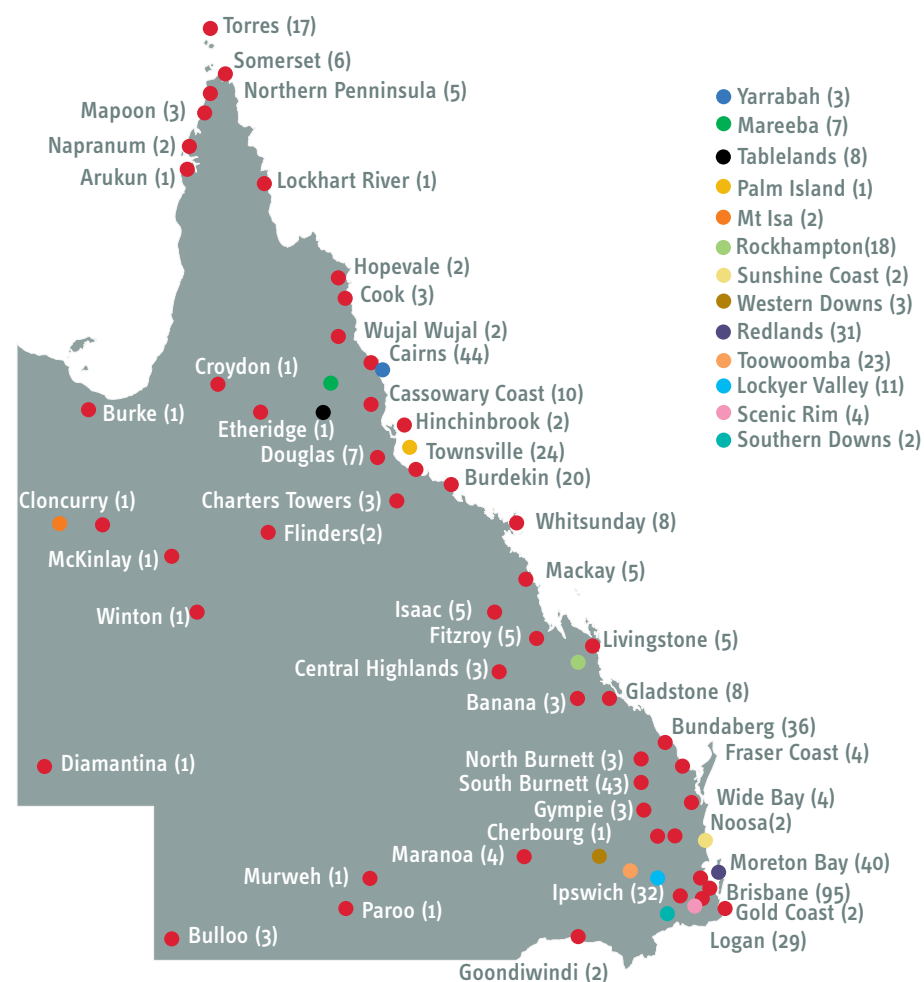 Torres (17)
Somerset (6)
Northern Penninsula (5)
Mapoon (3)
Napranum (2)
Arukun (1)
Lockhart River (1)
Hopevale (2)
Cook (3)
Wujal Wujal (2)
Cairns (44)
Croydon (1)
Cassowary Coast (10)
Burke (1)
Hinchinbrook (2)
Etheridge (1)
Townsville (24)
Douglas (7)
Burdekin (20)
Cloncurry (1)
Charters Towers (3)
Whitsunday (8)
Flinders(2)
McKinlay (1)
Mackay (5)
Winton (1)
Isaac (5)
Fitzroy (5)
Livingstone (5)
Central Highlands (3)
Banana (3)
Gladstone (8)
Bundaberg (36)
Fraser Coast (4)
Diamantina (1)
North Burnett (3)
South Burnett (43)
Gympie (3)
Wide Bay (4)
Noosa(2)
Cherbourg (1)
Maranoa (4)
Moreton Bay (40)
Murweh (1)
Ipswich (32)
Brisbane (95)
Paroo (1)
Gold Coast (2)
Bulloo (3)
Logan (29)
Goondiwindi (2)
Yarrabah (3)
Mareeba (7)
Tablelands (8)
Palm Island (1)
Mt Isa (2)
Rockhampton(18)
Sunshine Coast (2)
Western Downs (3)
Redlands (31)
Toowoomba (23)
Lockyer Valley (11)
Scenic Rim (4)
Southern Downs (2)